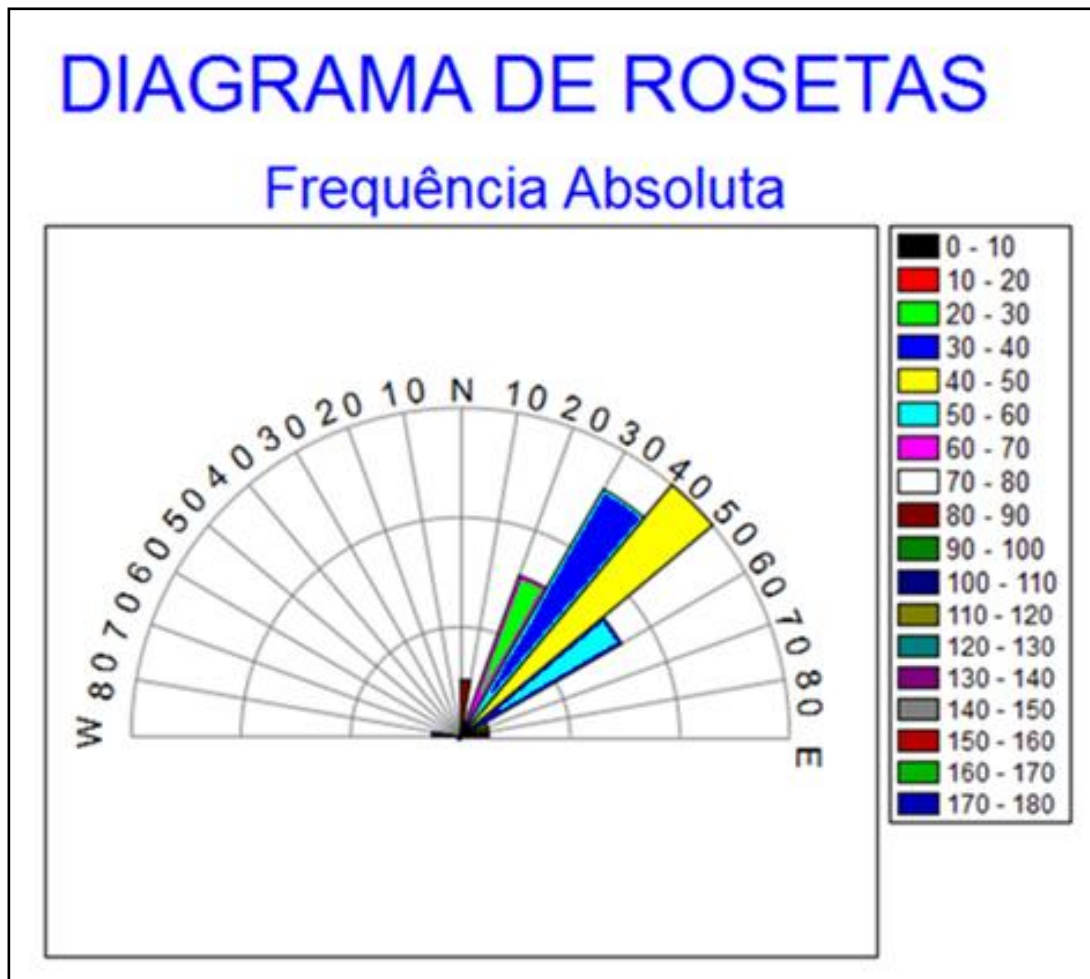 DIAGRAMA DE ROSETAS
Frequência Absoluta
W 80 70 60 50 40 30 20 10 N 10 20 30 40 50 60 70 80 E
0 - 10
10 - 20
20 - 30
30 - 40
40 - 50
50 - 60
60 - 70
70 - 80
80 - 90
90 - 100
100 - 110
110 - 120
120 - 130
130 - 140
140 - 150
150 - 160
160 - 170
170 - 180